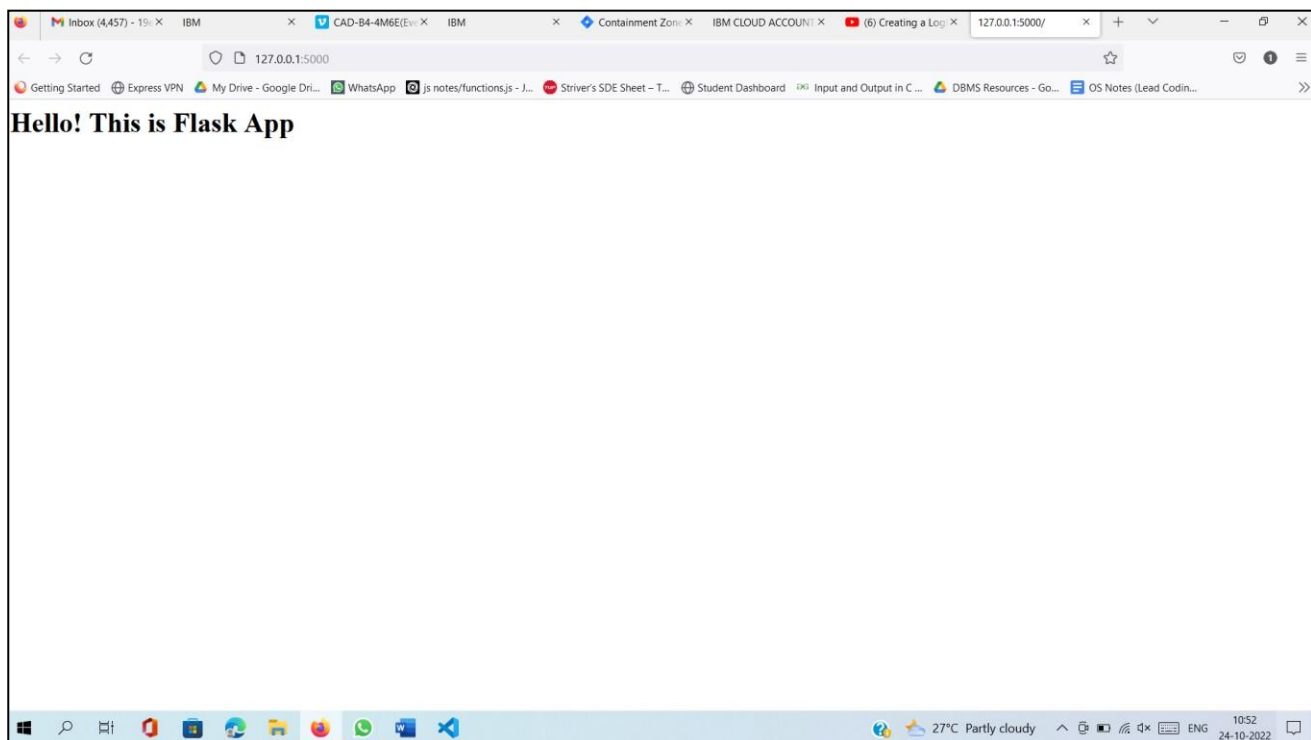 Inbox (4,457) - 19 IBM CAD-B4-4M6E(Eve IBM Containment Zone IBM CLOUD ACCOUNT (6) Creating a Log 127.0.0.1:5000/
127.0.0.1:5000 1
Getting Started Express VPN My Drive - Google Dri... WhatsApp js notes/functions.js - J... Striver's SDE Sheet – T... Student Dashboard Input and Output in C ... DBMS Resources - Go... OS Notes (Lead Codin...
Hello! This is Flask App
27°C Partly cloudy ENG 10:52
24-10-2022